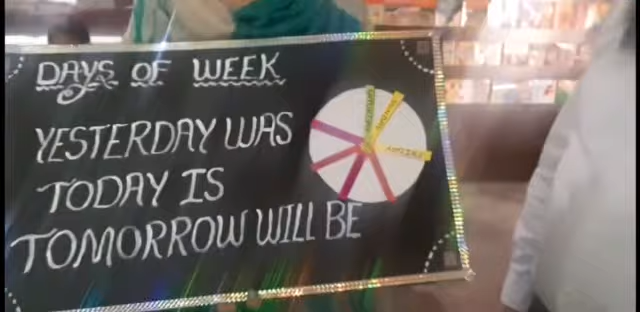 DAYS OF WEEK
YESTERDAY WAS
TODAY IS
TOMORROW WILL BE